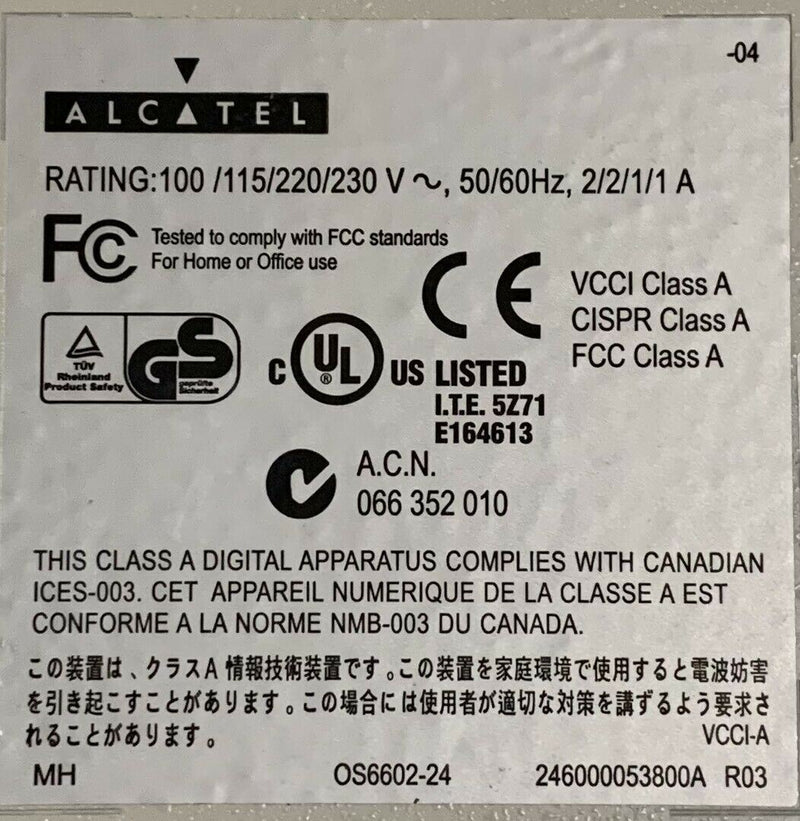 -04
ALCATEL
RATING:100 /115/220/230 V ～, 50/60Hz, 2/2/1/1 A
FC Tested to comply with FCC standards
For Home or Office use
CE
VCCI Class A
CISPR Class A
FCC Class A
TÜV
Rheinland
Product Safety
GS
geprüfte
Sicherheit
C UL ® US LISTED
I.T.E. 5Z71
E164613
A.C.N.
066 352 010
THIS CLASS A DIGITAL APPARATUS COMPLIES WITH CANADIAN
ICES-003. CET APPAREIL NUMERIQUE DE LA CLASSE A EST
CONFORME A LA NORME NMB-003 DU CANADA.
この装置は、クラスA 情報技術装置です。この装置を家庭環境で使用すると電波妨害
を引き起こすことがあります。この場合には使用者が適切な対策を講ずるよう要求さ
れることがあります。 VCCI-A
MH OS6602-24 246000053800A R03